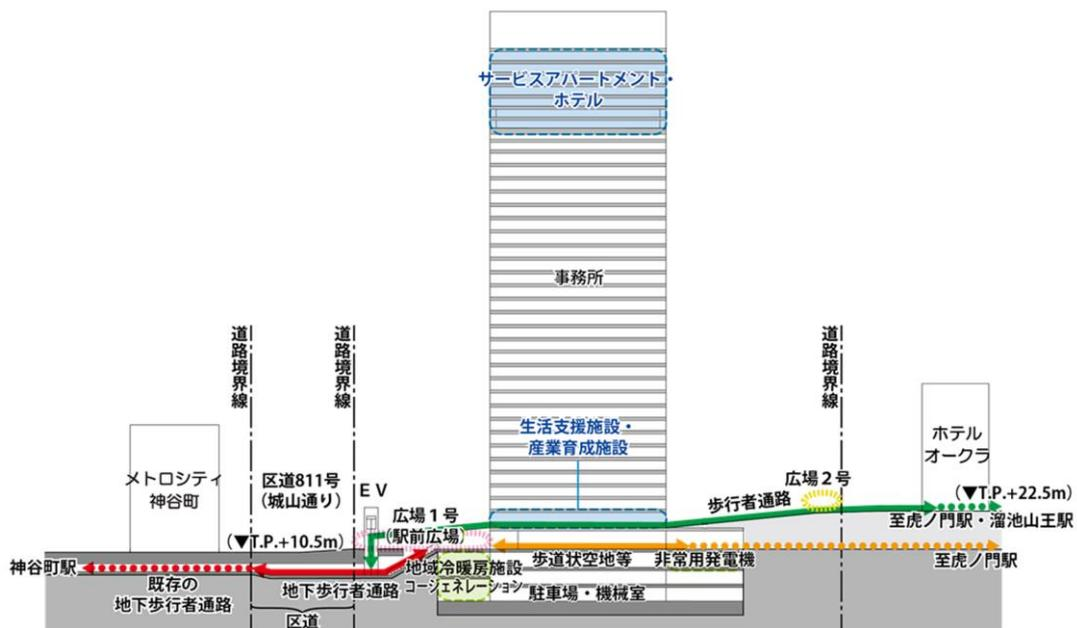 サービスアパートメント・
ホテル
事務所
道路境界線
道路境界線
道路境界線
生活支援施設・
産業育成施設
メトロシティ
神谷町
区道811号
(城山通り)
EV
広場1号
(駅前広場)
(▼T.P.+10.5m)
歩行者通路
広場2号
ホテル
オークラ
(▼T.P.+22.5m)
至虎ノ門駅・溜池山王駅
神谷町駅
既存の
地下歩行者通路
地下歩行者通路
区道
地域冷暖房施設
コージェネレーション
歩道状空地等
非常用発電機
駐車場・機械室
至虎ノ門駅